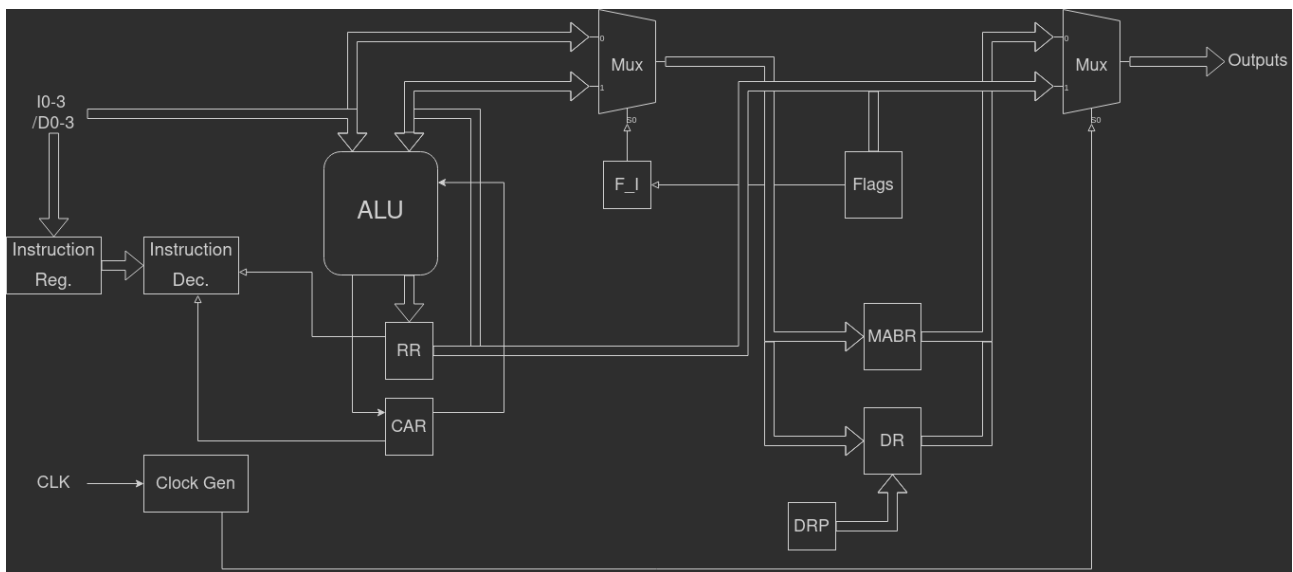 Mux
0
1
S0
Mux
0
1
S0
Outputs
I0-3
/D0-3
ALU
F_I
Flags
Instruction
Reg.
Instruction
Dec.
RR
MABR
CAR
DR
CLK
Clock Gen
DRP